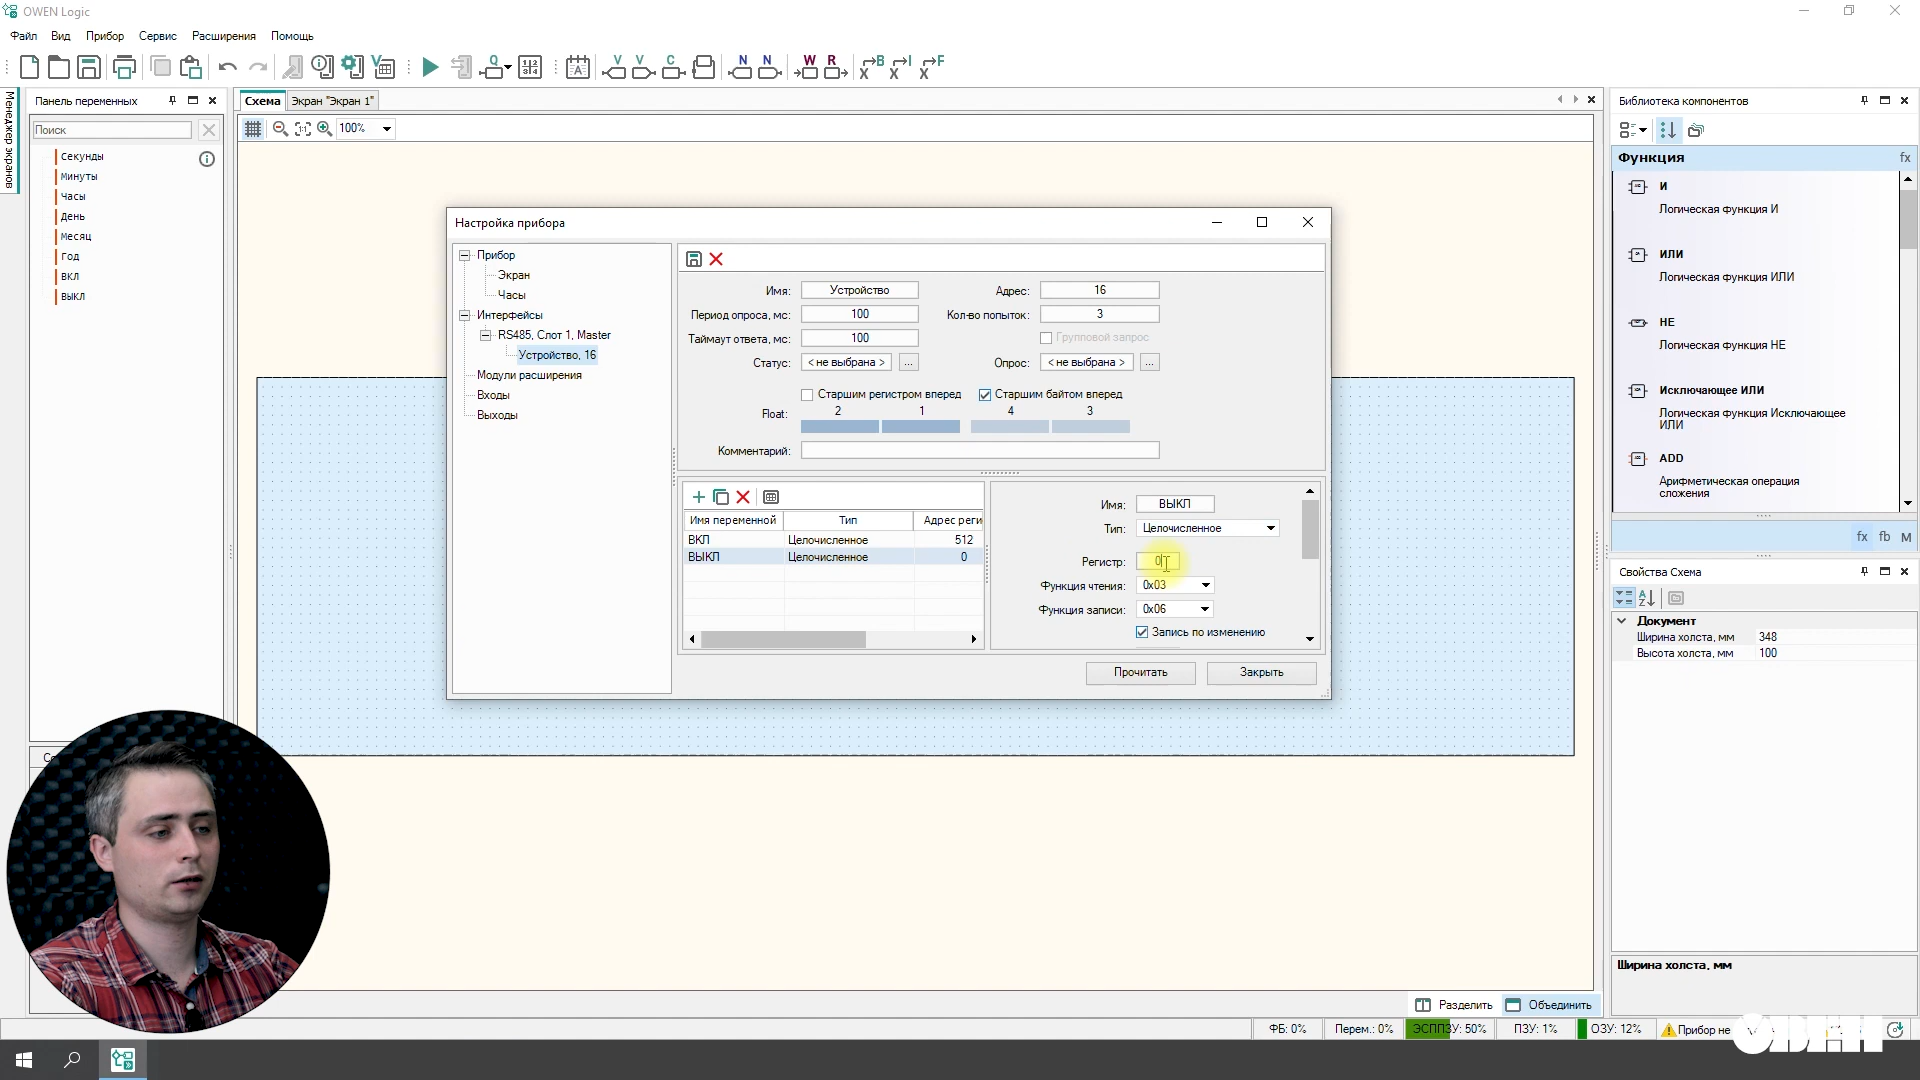 OWEN Logic
Файл Вид Прибор Сервис Расширения Помощь
Менеджер экранов
Панель переменных
Поиск
Секунды
Минуты
Часы
День
Месяц
Год
ВКЛ
ВЫКЛ
Схема Экран "Экран 1"
100%
Настройка прибора
Прибор
Экран
Часы
Интерфейсы
RS485, Слот 1, Master
Устройство, 16
Модули расширения
Входы
Выходы
Имя: Устройство Адрес: 16
Период опроса, мс: 100 Кол-во попыток: 3
Таймаут ответа, мс: 100 Групповой запрос
Статус: < не выбрана > ... Опрос: < не выбрана > ...
Старшим регистром вперед Старшим байтом вперед
Float: 2 1 4 3
Комментарий:
Имя переменной Тип Адрес реги
ВКЛ Целочисленное 512
ВЫКЛ Целочисленное 0
Имя: ВЫКЛ
Тип: Целочисленное
Регистр: 0
Функция чтения: 0x03
Функция записи: 0x06
Запись по изменению
Прочитать Закрыть
Библиотека компонентов
Функция fx
И
Логическая функция И
ИЛИ
Логическая функция ИЛИ
НЕ
Логическая функция НЕ
Исключающее ИЛИ
Логическая функция Исключающее
ИЛИ
ADD
Арифметическая операция
сложения
fx fb M
Свойства Схема
Документ
Ширина холста, мм 348
Высота холста, мм 100
Ширина холста, мм
Разделить Объединить
ФБ: 0% Перем.: 0% ЭСППЗУ: 50% ПЗУ: 1% ОЗУ: 12% Прибор не
ОВЕН